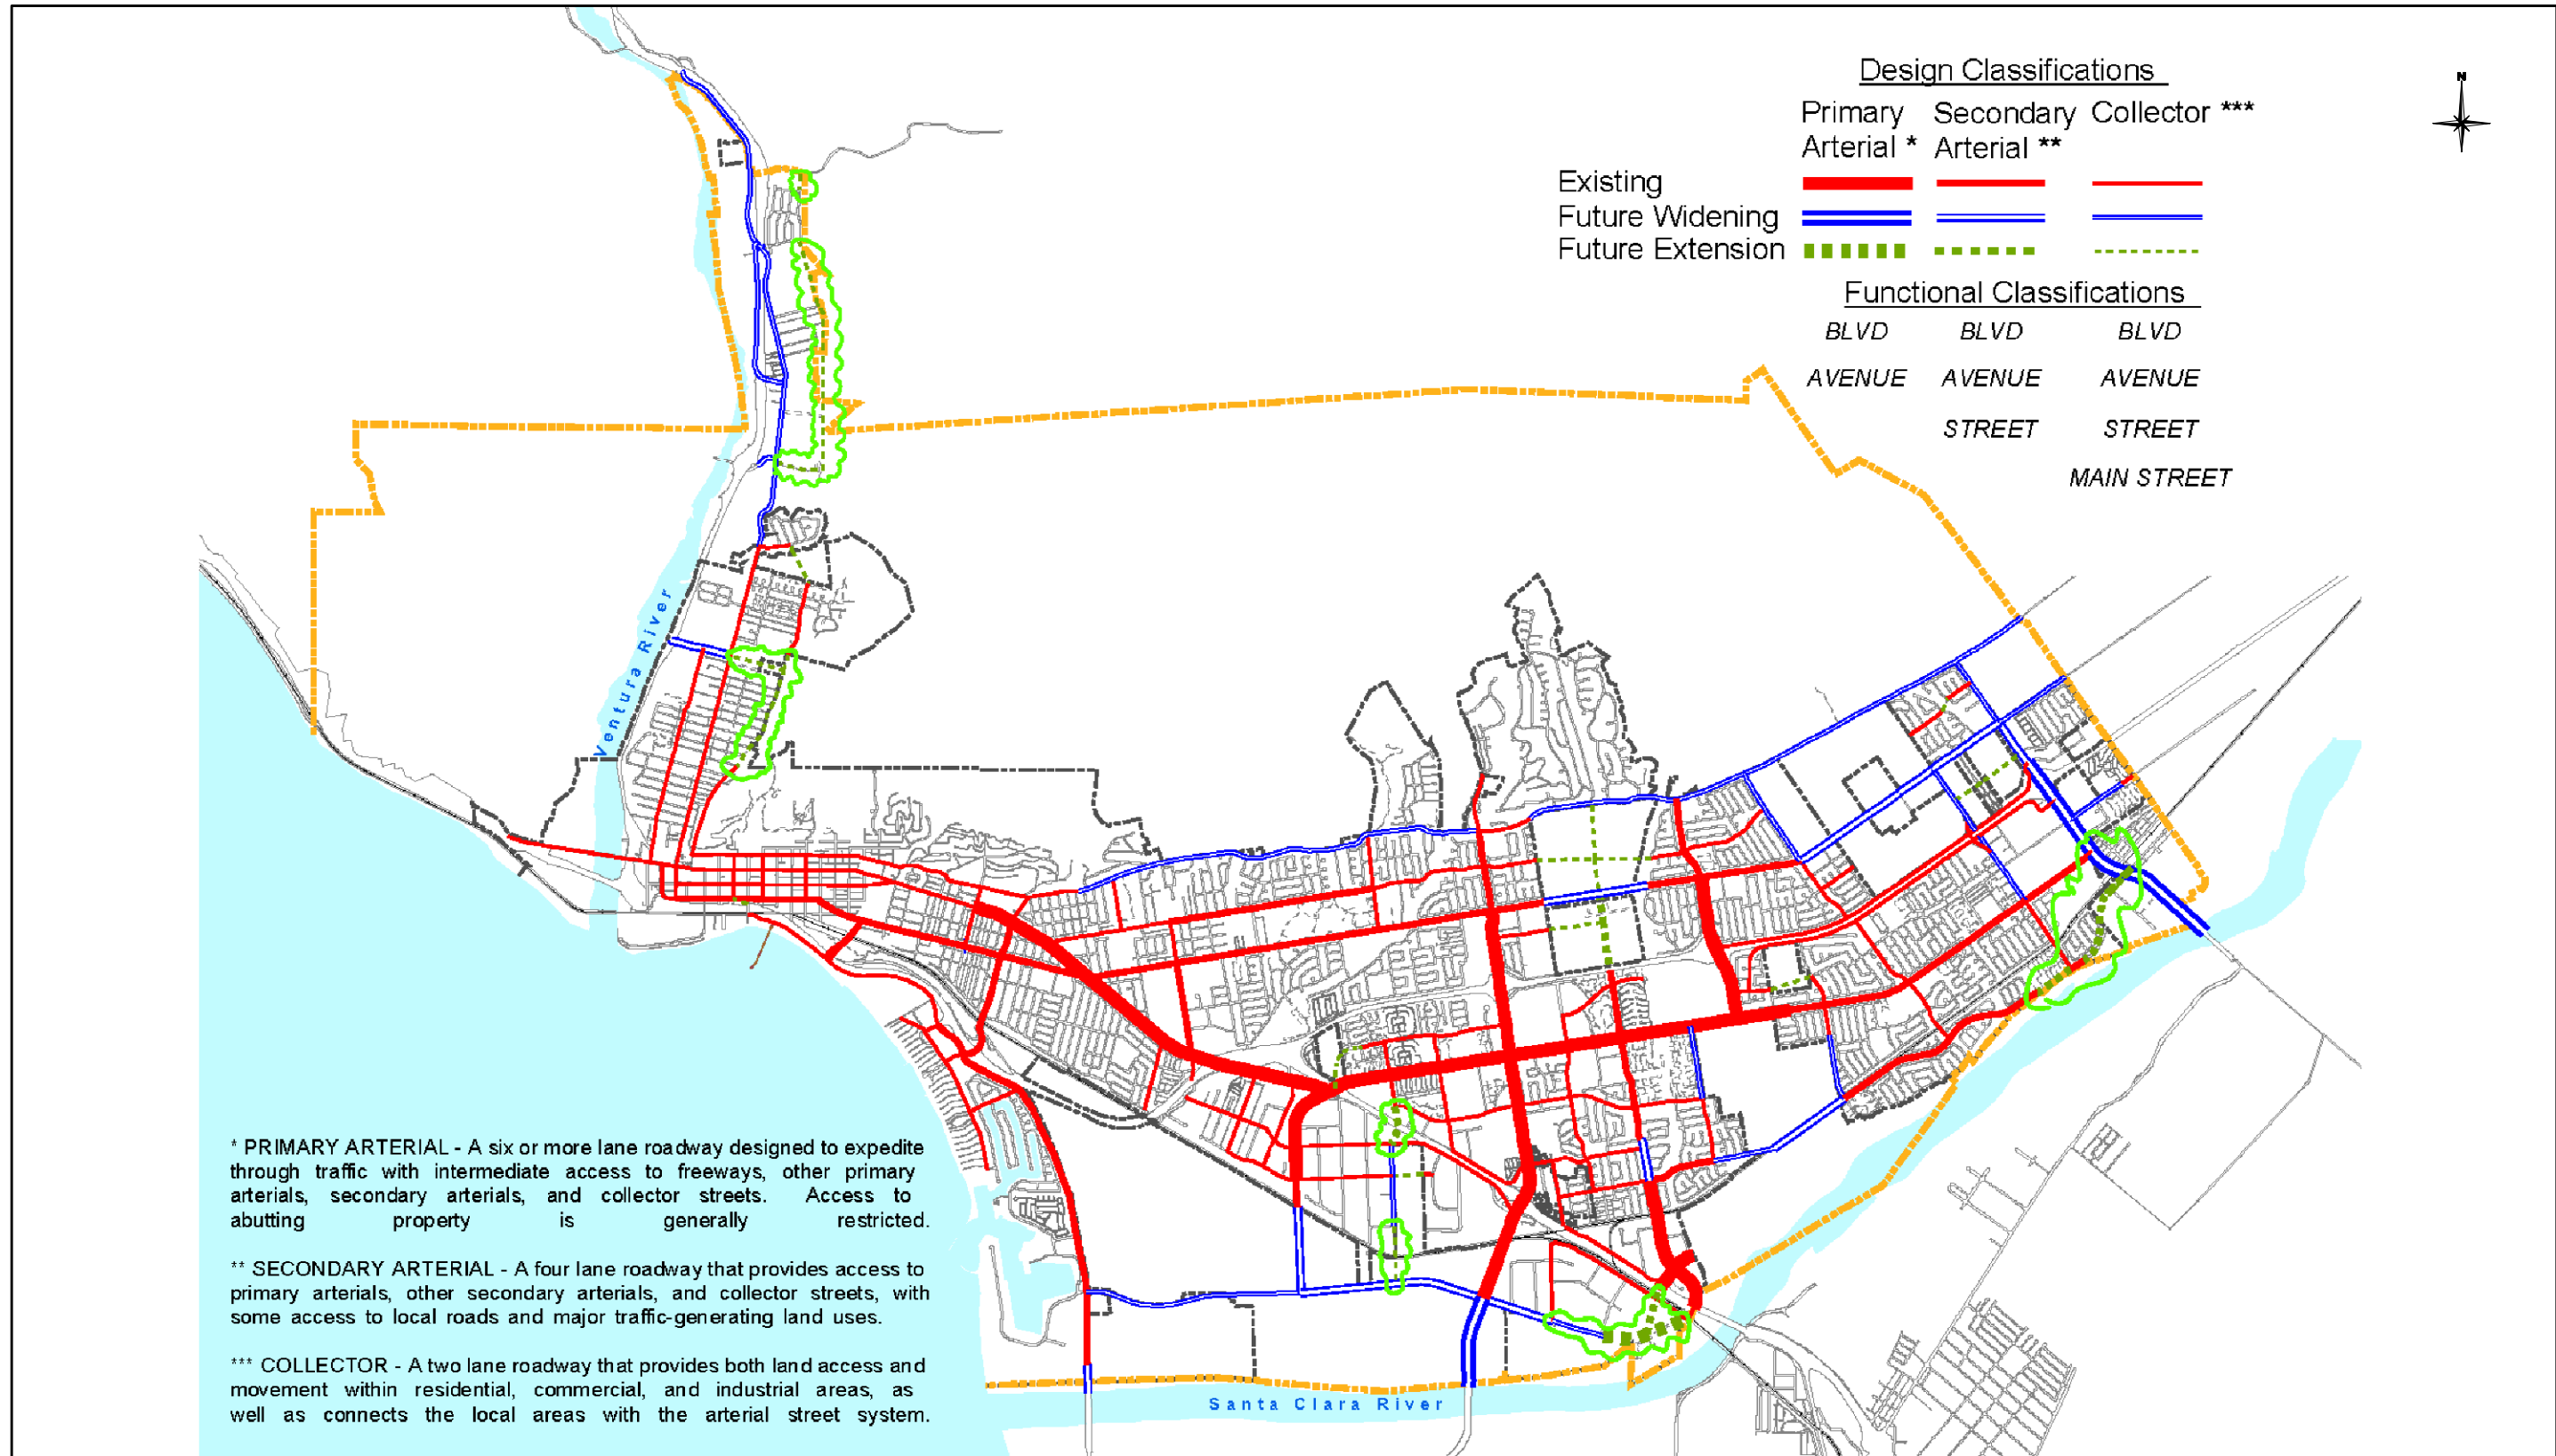 Design Classifications
Primary Arterial * Secondary Arterial ** Collector ***
N
Existing
Future Widening
Future Extension
Functional Classifications
BLVD BLVD BLVD
AVENUE AVENUE AVENUE
STREET STREET
MAIN STREET
Ventura River
* PRIMARY ARTERIAL - A six or more lane roadway designed to expedite
through traffic with intermediate access to freeways, other primary
arterials, secondary arterials, and collector streets. Access to
abutting property is generally restricted.
** SECONDARY ARTERIAL - A four lane roadway that provides access to
primary arterials, other secondary arterials, and collector streets, with
some access to local roads and major traffic-generating land uses.
*** COLLECTOR - A two lane roadway that provides both land access and
movement within residential, commercial, and industrial areas, as
well as connects the local areas with the arterial street system.
Santa Clara River